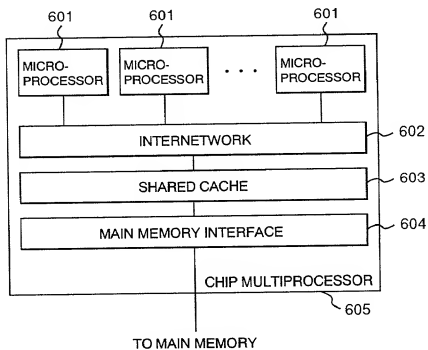 601 601 601
MICRO- MICRO- MICRO-
PROCESSOR PROCESSOR . . . PROCESSOR
INTERNETWORK 602
SHARED CACHE 603
MAIN MEMORY INTERFACE 604
CHIP MULTIPROCESSOR
605
TO MAIN MEMORY